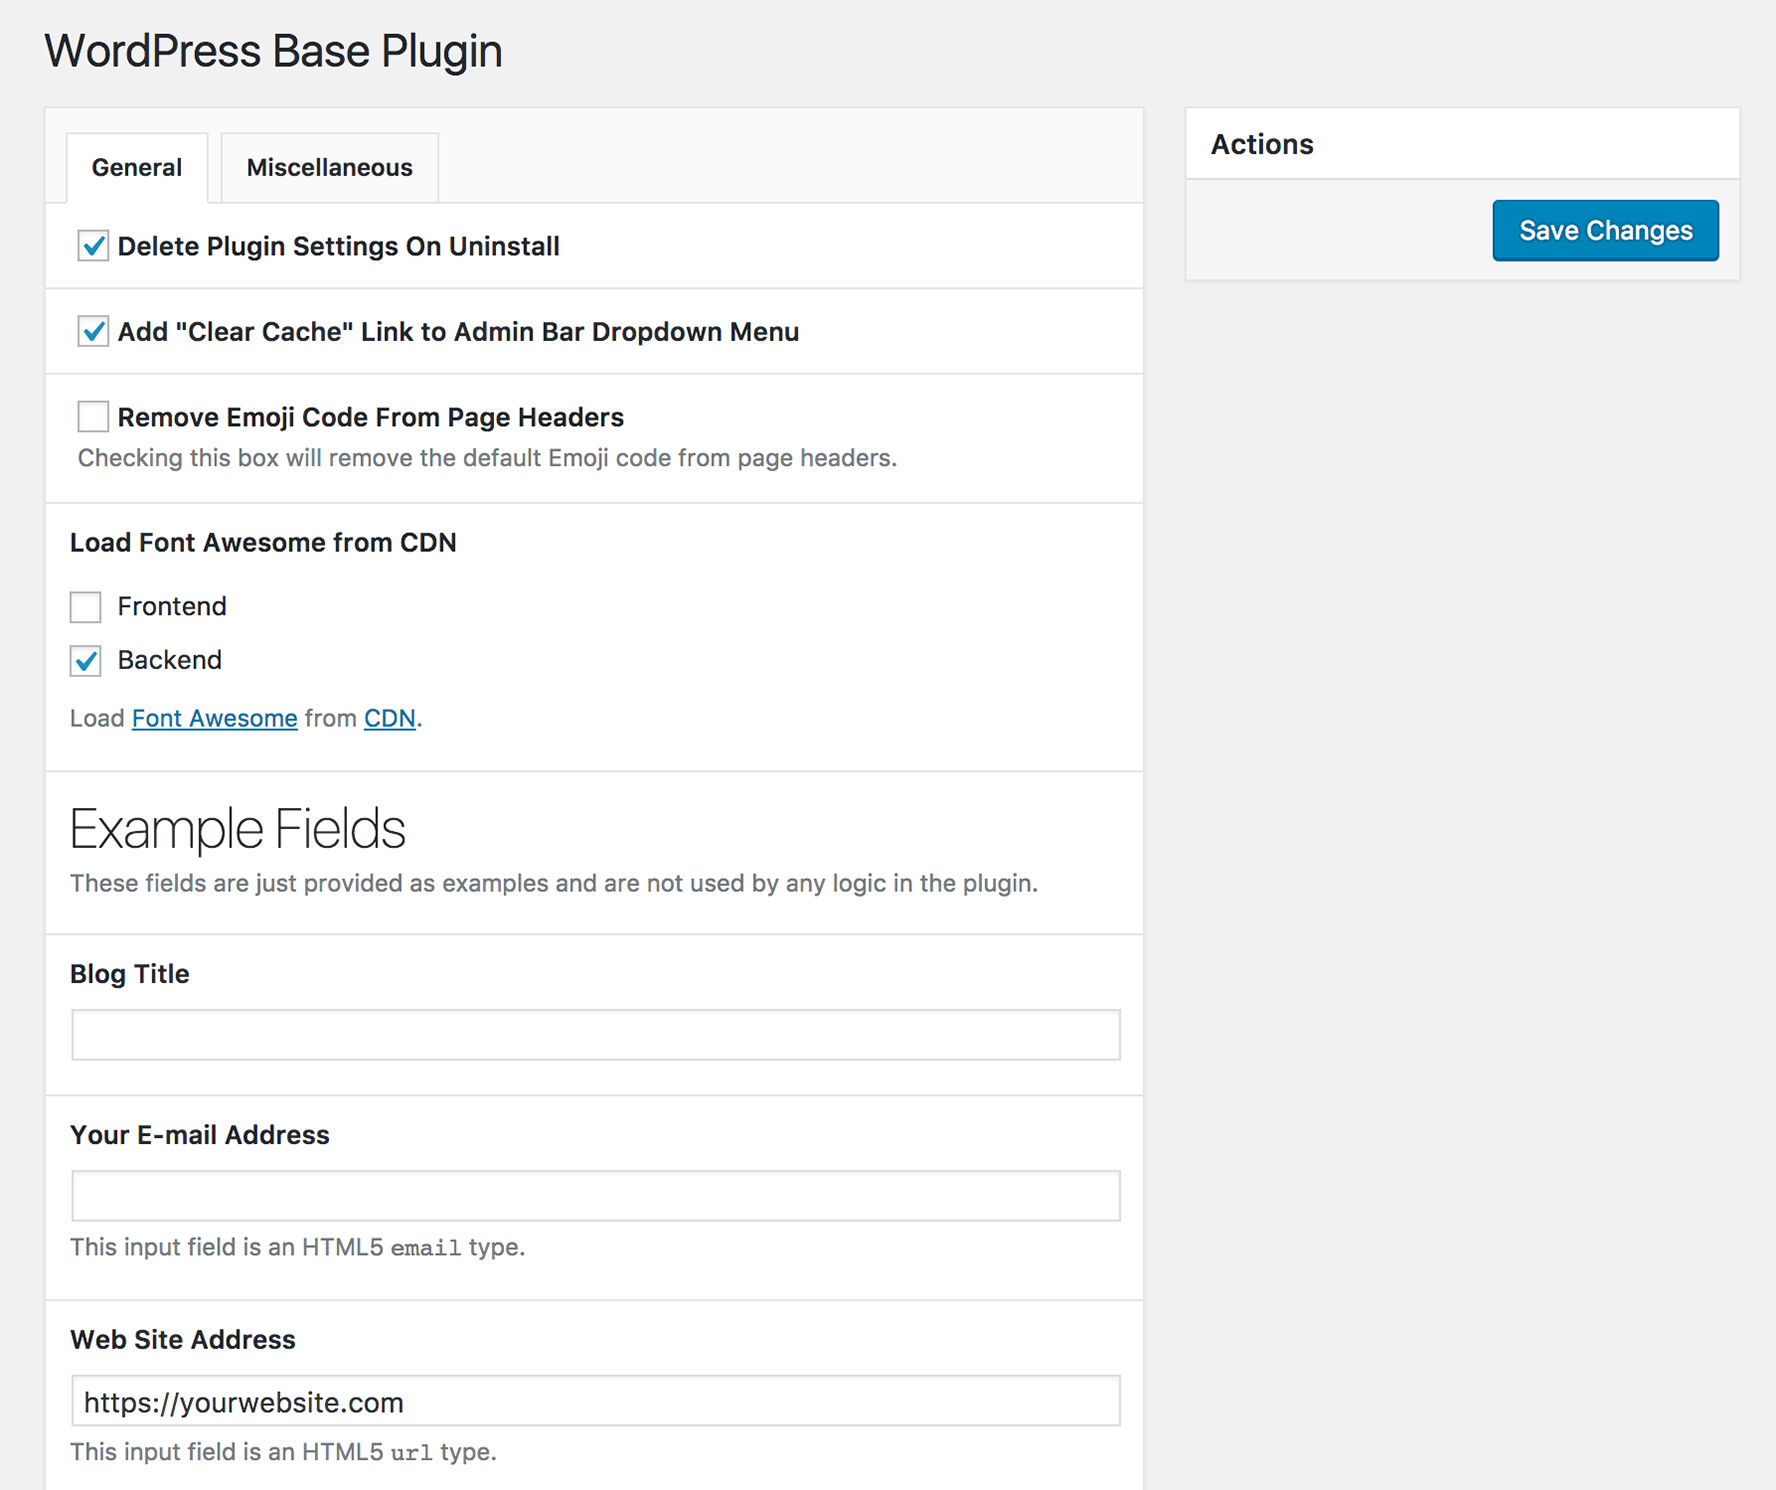 WordPress Base Plugin
General
Miscellaneous
Delete Plugin Settings On Uninstall
Add "Clear Cache" Link to Admin Bar Dropdown Menu
Remove Emoji Code From Page Headers
Checking this box will remove the default Emoji code from page headers.
Load Font Awesome from CDN
Frontend
Backend
Load Font Awesome from CDN.
Example Fields
These fields are just provided as examples and are not used by any logic in the plugin.
Blog Title
Your E-mail Address
This input field is an HTML5 email type.
Web Site Address
https://yourwebsite.com
This input field is an HTML5 url type.
Actions
Save Changes